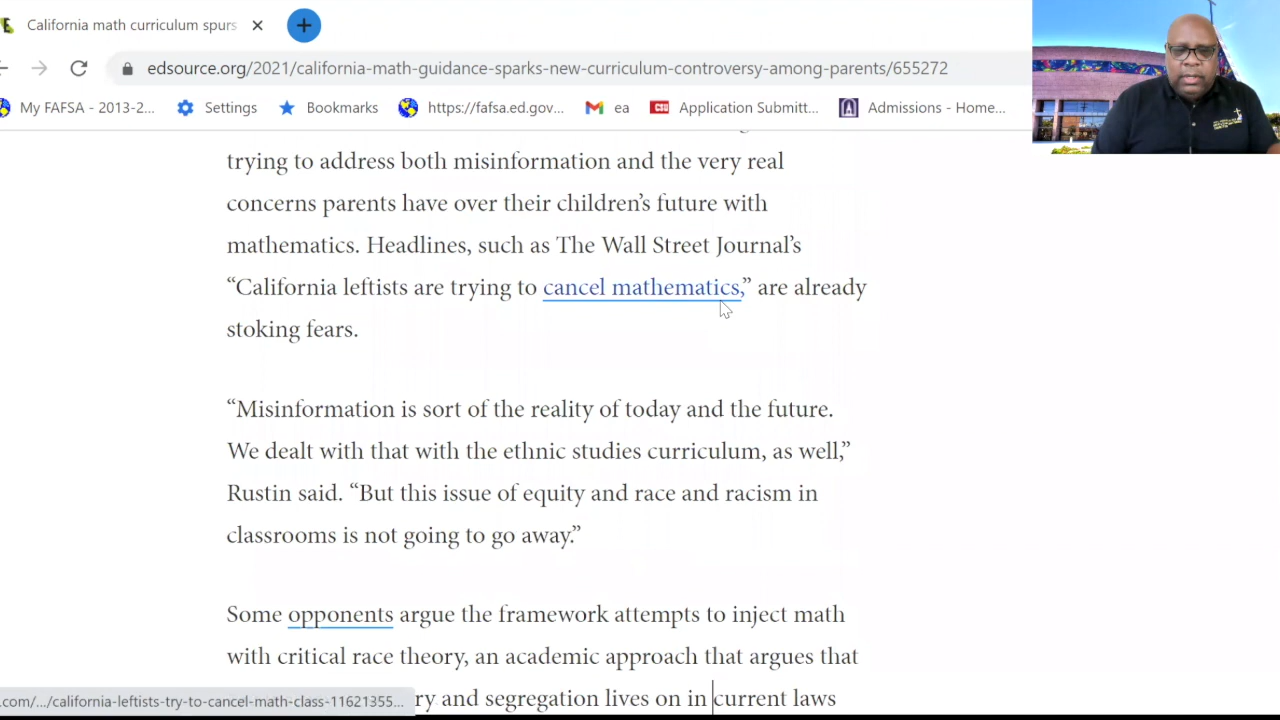 California math curriculum spurs
edsource.org/2021/california-math-guidance-sparks-new-curriculum-controversy-among-parents/655272
My FAFSA - 2013-2... Settings Bookmarks https://fafsa.ed.gov... ea CSU Application Submitt... Admissions - Home...
trying to address both misinformation and the very real
concerns parents have over their children’s future with
mathematics. Headlines, such as The Wall Street Journal’s
“California leftists are trying to cancel mathematics,” are already
stoking fears.
“Misinformation is sort of the reality of today and the future.
We dealt with that with the ethnic studies curriculum, as well,”
Rustin said. “But this issue of equity and race and racism in
classrooms is not going to go away.”
Some opponents argue the framework attempts to inject math
with critical race theory, an academic approach that argues that
ry and segregation lives on in current laws
.com/.../california-leftists-try-to-cancel-math-class-11621355...